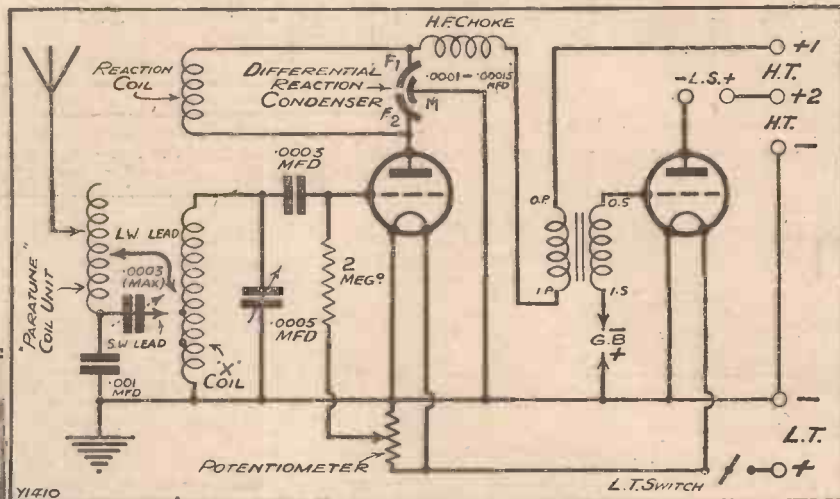 H.F. CHOKE
REACTION
COIL
DIFFERENTIAL
REACTION
CONDENSER
F1
.0001 – .00015
MFD
M
F2
+1
H.T.
– L.S. +
+2
H.T.
–
.0003
MFD
"PARATUNE"
COIL UNIT
L.W. LEAD
.0003
(MAX)
S.W LEAD
.001
MFD
"X"
COIL
.0005
MFD
2
MEGº
O.P.
O.S
I.P.
I.S
–
G.B
+
–
L.T.
+
POTENTIOMETER
L.T. SWITCH
Y1410